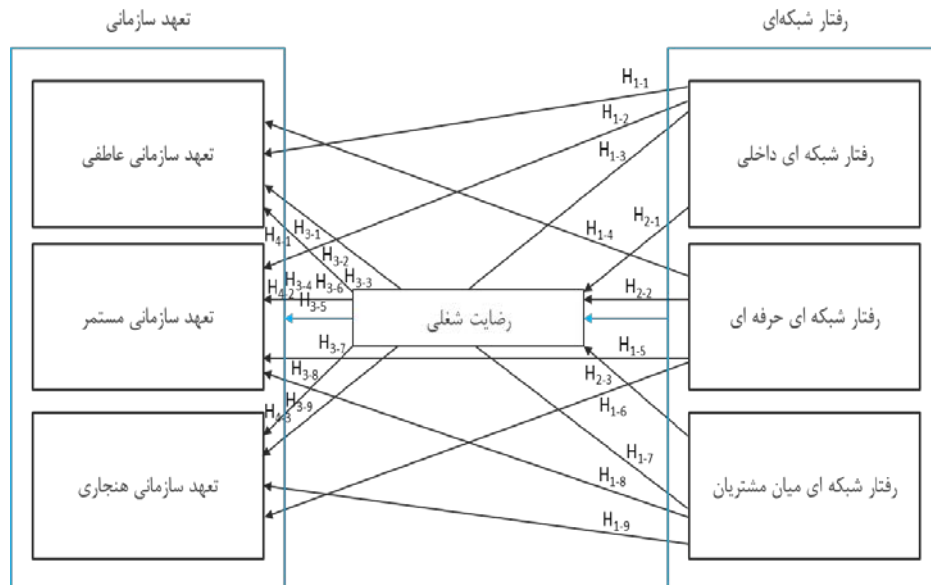 رفتار شبکه‌ای
تعهد سازمانی
رفتار شبکه ای داخلی
رفتار شبکه ای حرفه ای
رفتار شبکه ای میان مشتریان
رضایت شغلی
تعهد سازمانی عاطفی
تعهد سازمانی مستمر
تعهد سازمانی هنجاری
H1-1
H1-2
H1-3
H2-1
H1-4
H2-2
H1-5
H2-3
H1-6
H1-7
H1-8
H1-9
H3-1
H4-1
H3-2
H3-3
H3-4
H3-6
H4-2
H3-5
H3-7
H3-8
H3-9
H4-3